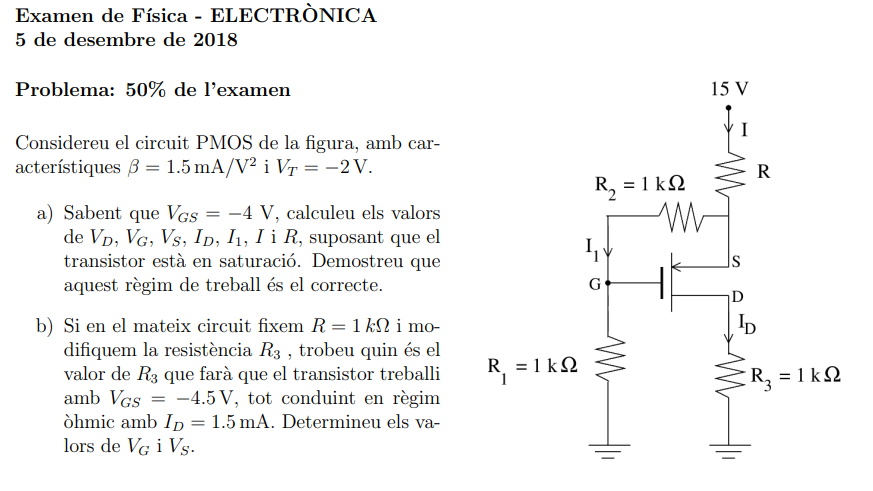 Examen de Física - ELECTRÒNICA
5 de desembre de 2018
Problema: 50% de l'examen
Considereu el circuit PMOS de la figura, amb car-
acterístiques β = 1.5 mA/V² i V_T = −2 V.
a) Sabent que V_GS = −4 V, calculeu els valors
de V_D, V_G, V_S, I_D, I_1, I i R, suposant que el
transistor està en saturació. Demostreu que
aquest règim de treball és el correcte.
b) Si en el mateix circuit fixem R = 1 kΩ i mo-
difiquem la resistència R_3 , trobeu quin és el
valor de R_3 que farà que el transistor treballi
amb V_GS = −4.5 V, tot conduint en règim
òhmic amb I_D = 1.5 mA. Determineu els va-
lors de V_G i V_S.
15 V
I
R
R_2 = 1 kΩ
I_1
S
G
D
I_D
R_1 = 1 kΩ
R_3 = 1 kΩ